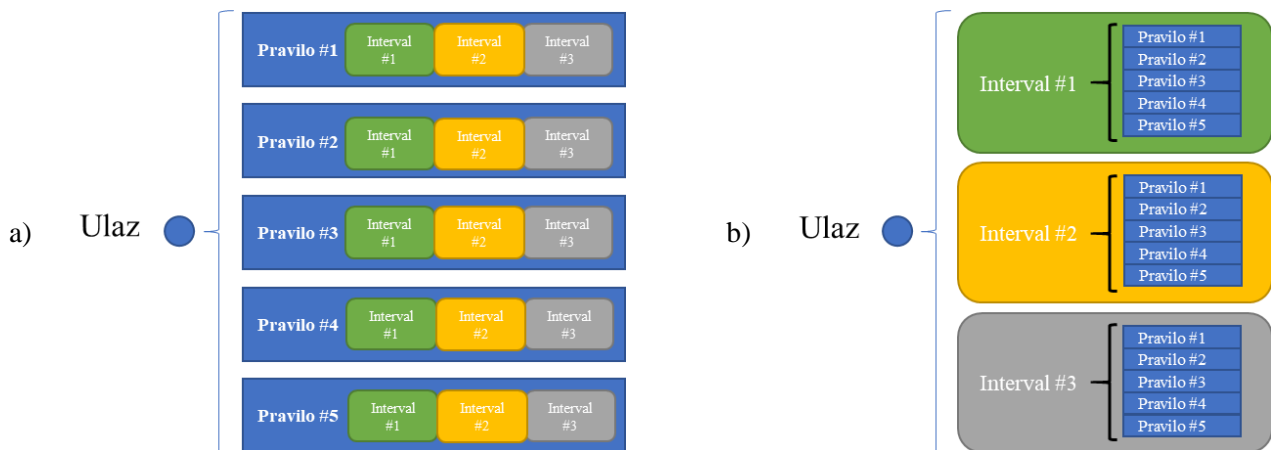 a)
Ulaz
Pravilo #1
Interval
#1
Interval
#2
Interval
#3
Pravilo #2
Interval
#1
Interval
#2
Interval
#3
Pravilo #3
Interval
#1
Interval
#2
Interval
#3
Pravilo #4
Interval
#1
Interval
#2
Interval
#3
Pravilo #5
Interval
#1
Interval
#2
Interval
#3
b)
Ulaz
Interval #1
Pravilo #1
Pravilo #2
Pravilo #3
Pravilo #4
Pravilo #5
Interval #2
Pravilo #1
Pravilo #2
Pravilo #3
Pravilo #4
Pravilo #5
Interval #3
Pravilo #1
Pravilo #2
Pravilo #3
Pravilo #4
Pravilo #5